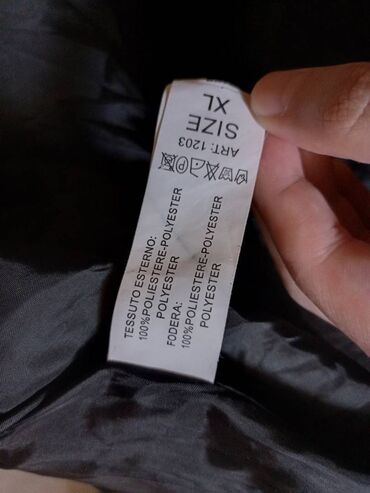 SIZE
XL
ART: 1203
TESSUTO ESTERNO:
100%POLIESTERE-POLYESTER
POLYESTER
FODERA:
100%POLIESTERE-POLYESTER
POLYESTER